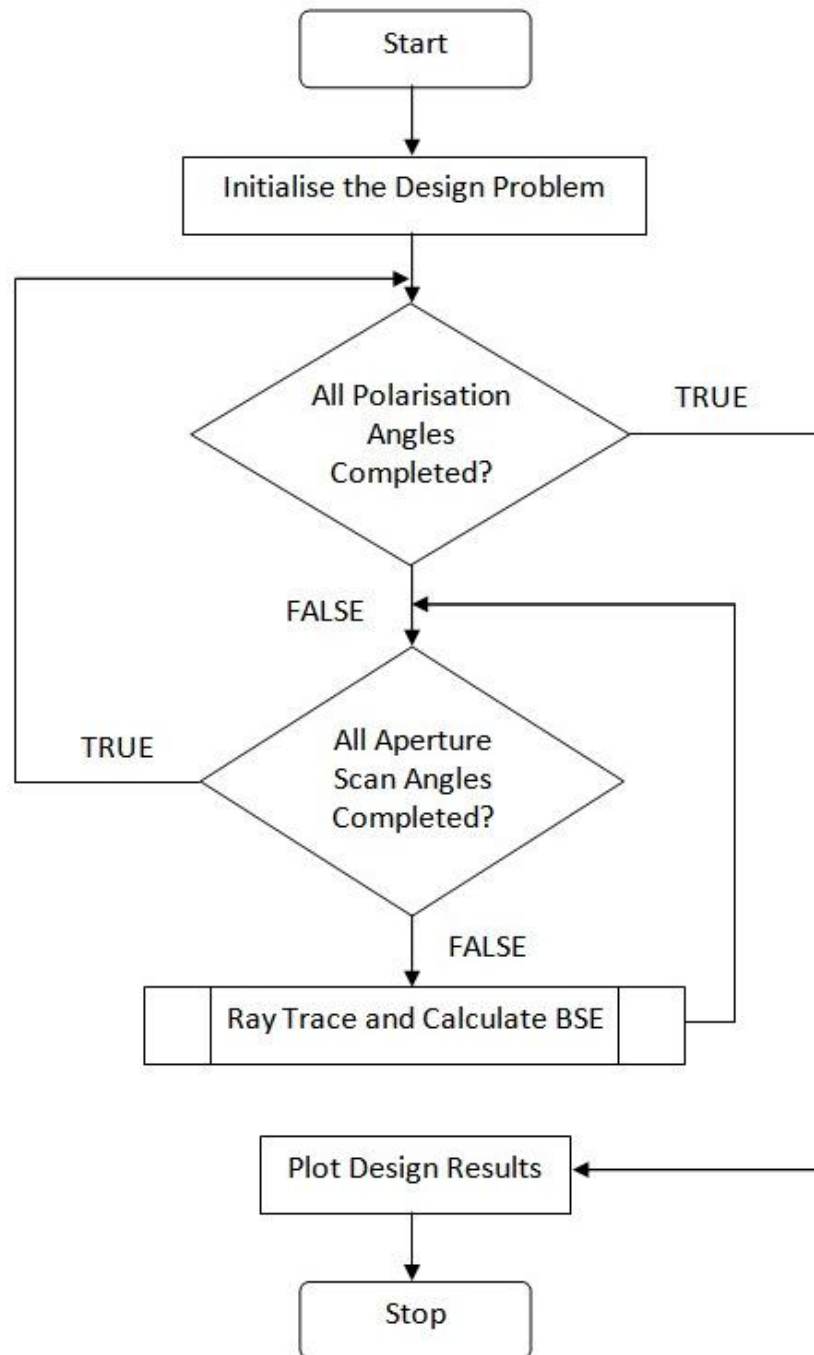 Start
Initialise the Design Problem
All Polarisation
Angles
Completed?
TRUE
FALSE
All Aperture
Scan Angles
Completed?
TRUE
FALSE
Ray Trace and Calculate BSE
Plot Design Results
Stop